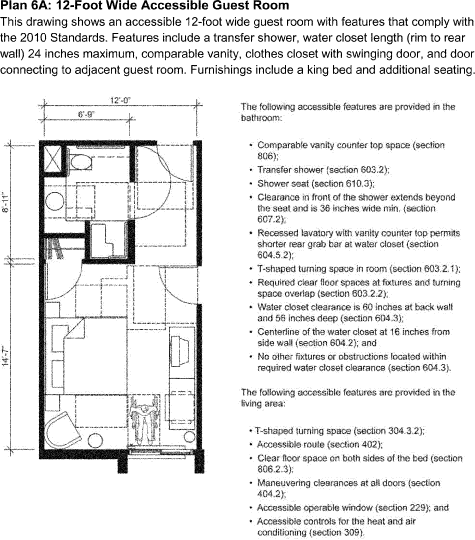 Plan 6A: 12-Foot Wide Accessible Guest Room
This drawing shows an accessible 12-foot wide guest room with features that comply with
the 2010 Standards. Features include a transfer shower, water closet length (rim to rear
wall) 24 inches maximum, comparable vanity, clothes closet with swinging door, and door
connecting to adjacent guest room. Furnishings include a king bed and additional seating.
12'-0"
6'-9"
8'-11"
14'-7"
The following accessible features are provided in the
bathroom:
• Comparable vanity counter top space (section
806);
• Transfer shower (section 603.2);
• Shower seat (section 610.3);
• Clearance in front of the shower extends beyond
the seat and is 36 inches wide min. (section
607.2);
• Recessed lavatory with vanity counter top permits
shorter rear grab bar at water closet (section
604.5.2);
• T-shaped turning space in room (section 603.2.1);
• Required clear floor spaces at fixtures and turning
space overlap (section 603.2.2);
• Water closet clearance is 60 inches at back wall
and 56 inches deep (section 604.3);
• Centerline of the water closet at 16 inches from
side wall (section 604.2); and
• No other fixtures or obstructions located within
required water closet clearance (section 604.3).
The following accessible features are provided in the
living area:
• T-shaped turning space (section 304.3.2);
• Accessible route (section 402);
• Clear floor space on both sides of the bed (section
806.2.3);
• Maneuvering clearances at all doors (section
404.2);
• Accessible operable window (section 229); and
• Accessible controls for the heat and air
conditioning (section 309).